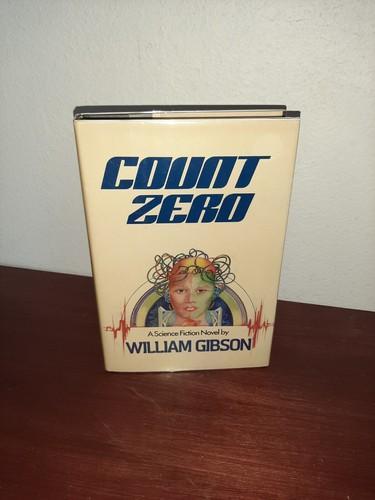 COUNT
ZERO
A Science Fiction Novel by
WILLIAM GIBSON